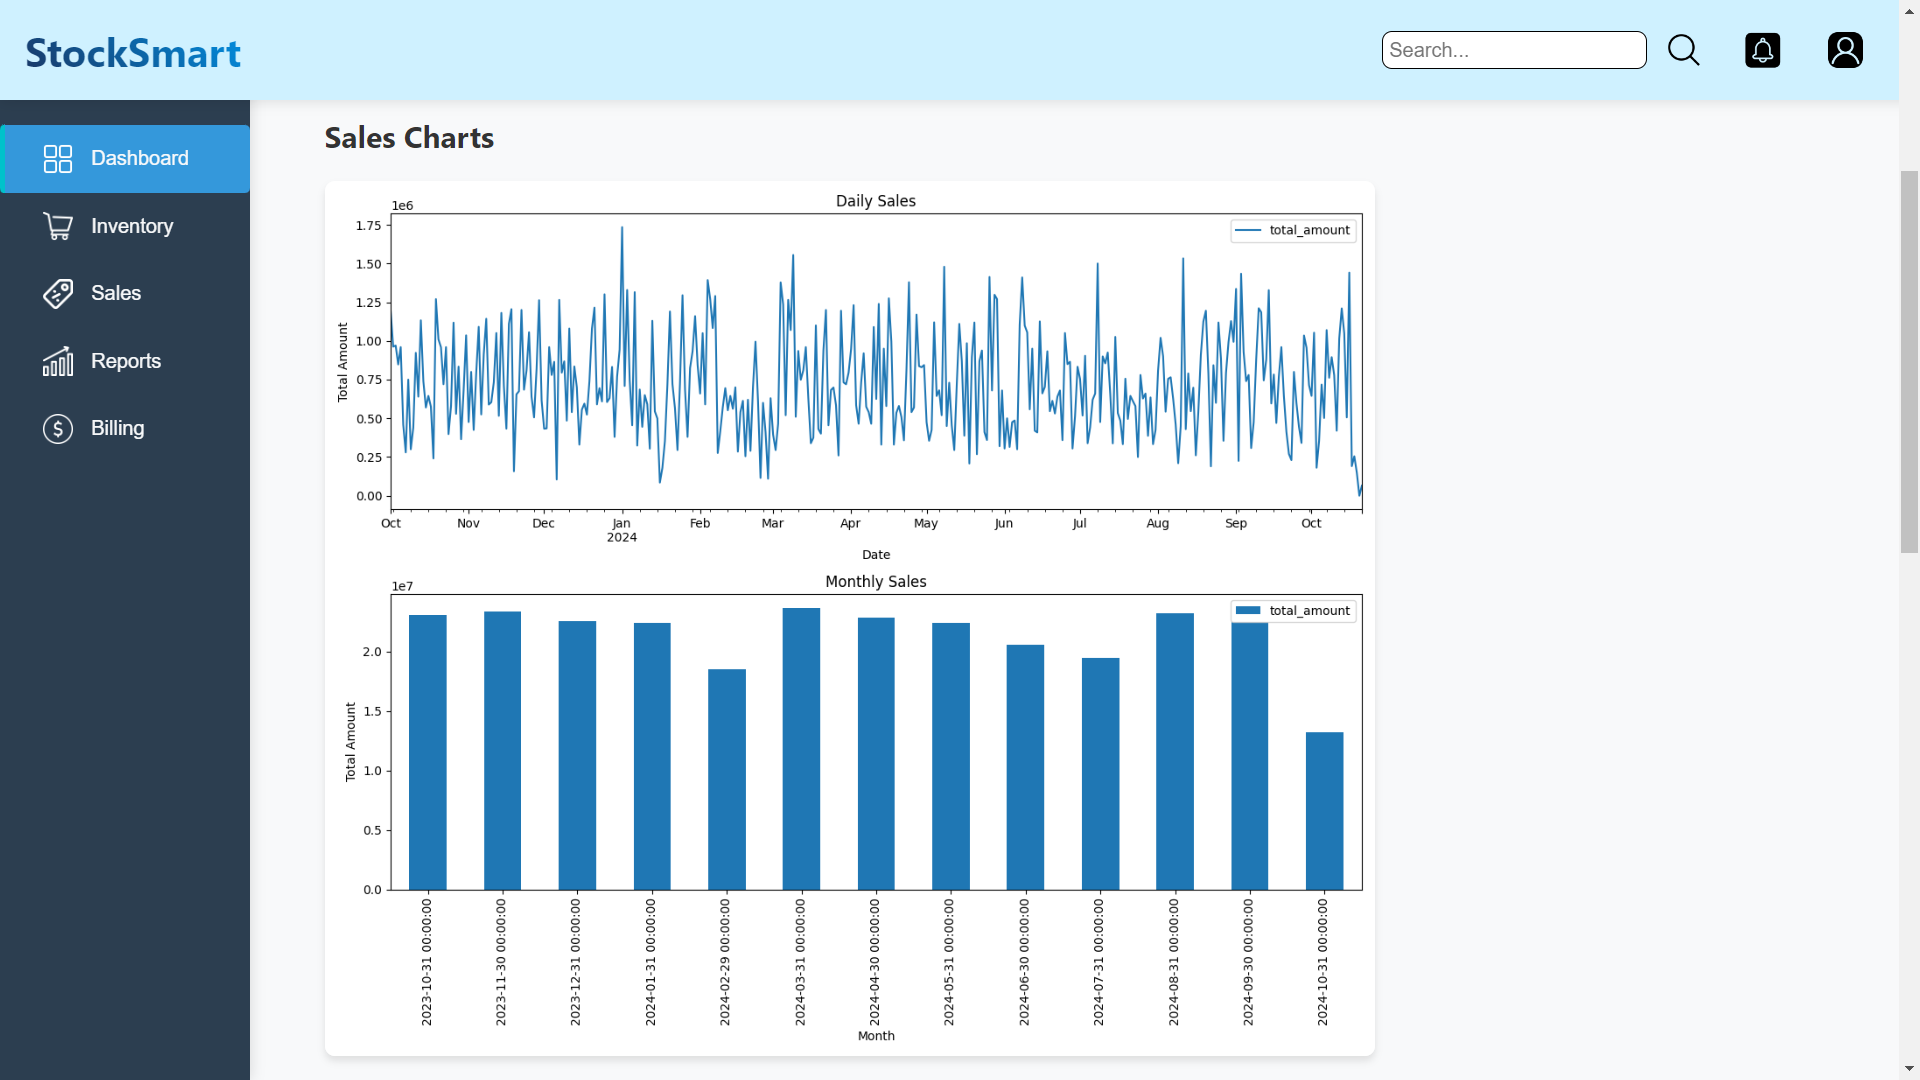 StockSmart
Search...
Dashboard
Inventory
Sales
Reports
Billing
Sales Charts
Daily Sales
1e6
total_amount
1.75
1.50
1.25
1.00
0.75
0.50
0.25
0.00
Total Amount
Oct Nov Dec Jan Feb Mar Apr May Jun Jul Aug Sep Oct
2024
Date
Monthly Sales
1e7
total_amount
2.0
1.5
1.0
0.5
0.0
Total Amount
2023-10-31 00:00:00
2023-11-30 00:00:00
2023-12-31 00:00:00
2024-01-31 00:00:00
2024-02-29 00:00:00
2024-03-31 00:00:00
2024-04-30 00:00:00
2024-05-31 00:00:00
2024-06-30 00:00:00
2024-07-31 00:00:00
2024-08-31 00:00:00
2024-09-30 00:00:00
2024-10-31 00:00:00
Month